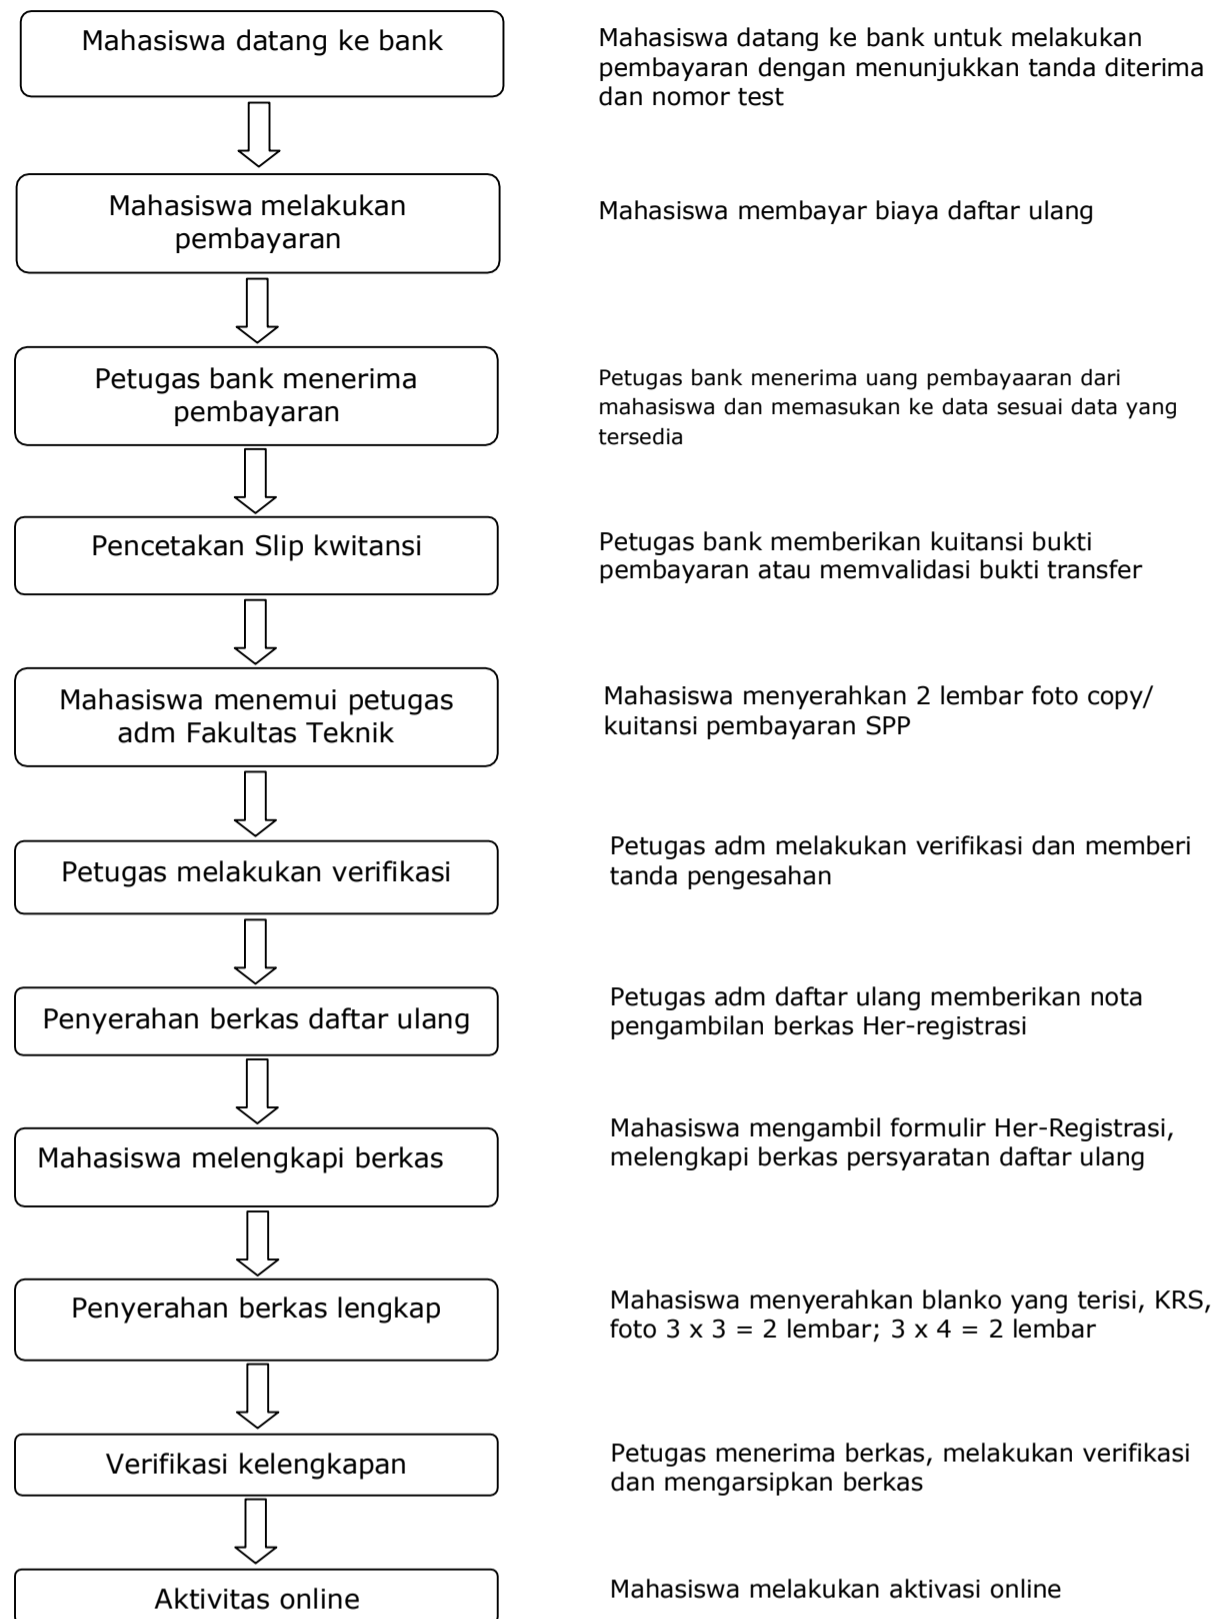 Mahasiswa datang ke bank
Mahasiswa datang ke bank untuk melakukan
pembayaran dengan menunjukkan tanda diterima
dan nomor test
Mahasiswa melakukan
pembayaran
Mahasiswa membayar biaya daftar ulang
Petugas bank menerima
pembayaran
Petugas bank menerima uang pembayaaran dari
mahasiswa dan memasukan ke data sesuai data yang
tersedia
Pencetakan Slip kwitansi
Petugas bank memberikan kuitansi bukti
pembayaran atau memvalidasi bukti transfer
Mahasiswa menemui petugas
adm Fakultas Teknik
Mahasiswa menyerahkan 2 lembar foto copy/
kuitansi pembayaran SPP
Petugas melakukan verifikasi
Petugas adm melakukan verifikasi dan memberi
tanda pengesahan
Penyerahan berkas daftar ulang
Petugas adm daftar ulang memberikan nota
pengambilan berkas Her-registrasi
Mahasiswa melengkapi berkas
Mahasiswa mengambil formulir Her-Registrasi,
melengkapi berkas persyaratan daftar ulang
Penyerahan berkas lengkap
Mahasiswa menyerahkan blanko yang terisi, KRS,
foto 3 x 3 = 2 lembar; 3 x 4 = 2 lembar
Verifikasi kelengkapan
Petugas menerima berkas, melakukan verifikasi
dan mengarsipkan berkas
Aktivitas online
Mahasiswa melakukan aktivasi online